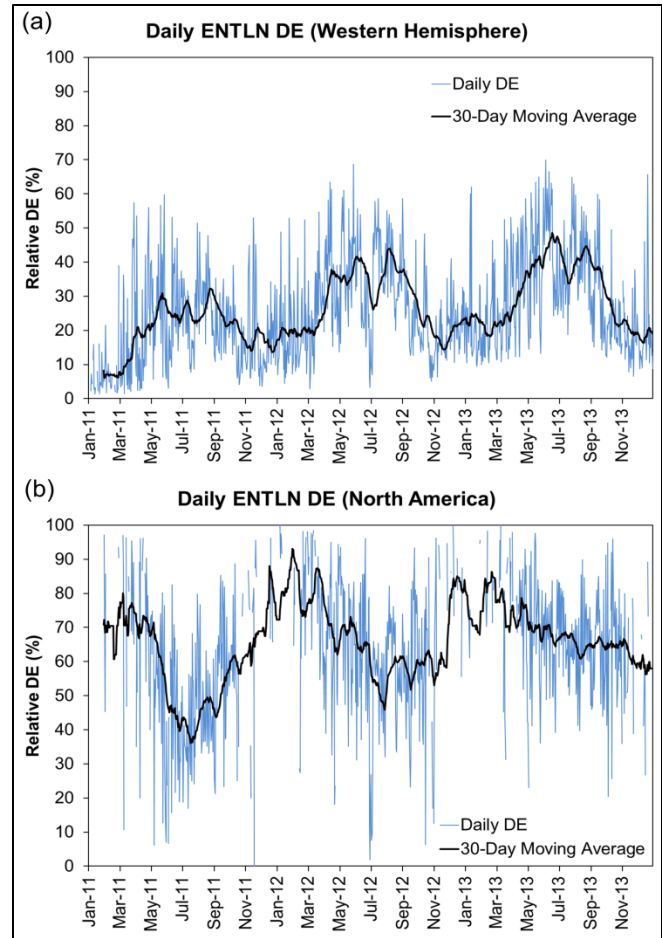 (a)
Daily ENTLN DE (Western Hemisphere)
100
90
80
70
60
50
40
30
20
10
0
Relative DE (%)
Daily DE
30-Day Moving Average
Jan-11
Mar-11
May-11
Jul-11
Sep-11
Nov-11
Jan-12
Mar-12
May-12
Jul-12
Sep-12
Nov-12
Jan-13
Mar-13
May-13
Jul-13
Sep-13
Nov-13
(b)
Daily ENTLN DE (North America)
100
90
80
70
60
50
40
30
20
10
0
Relative DE (%)
Daily DE
30-Day Moving Average
Jan-11
Mar-11
May-11
Jul-11
Sep-11
Nov-11
Jan-12
Mar-12
May-12
Jul-12
Sep-12
Nov-12
Jan-13
Mar-13
May-13
Jul-13
Sep-13
Nov-13